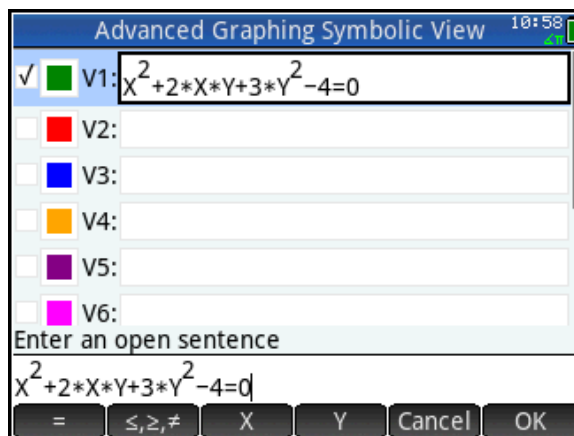 Advanced Graphing Symbolic View 10:58
∡π
√ V1: X²+2*X*Y+3*Y²−4=0
V2:
V3:
V4:
V5:
V6:
Enter an open sentence
X²+2*X*Y+3*Y²−4=0
= ≤,≥,≠ X Y Cancel OK